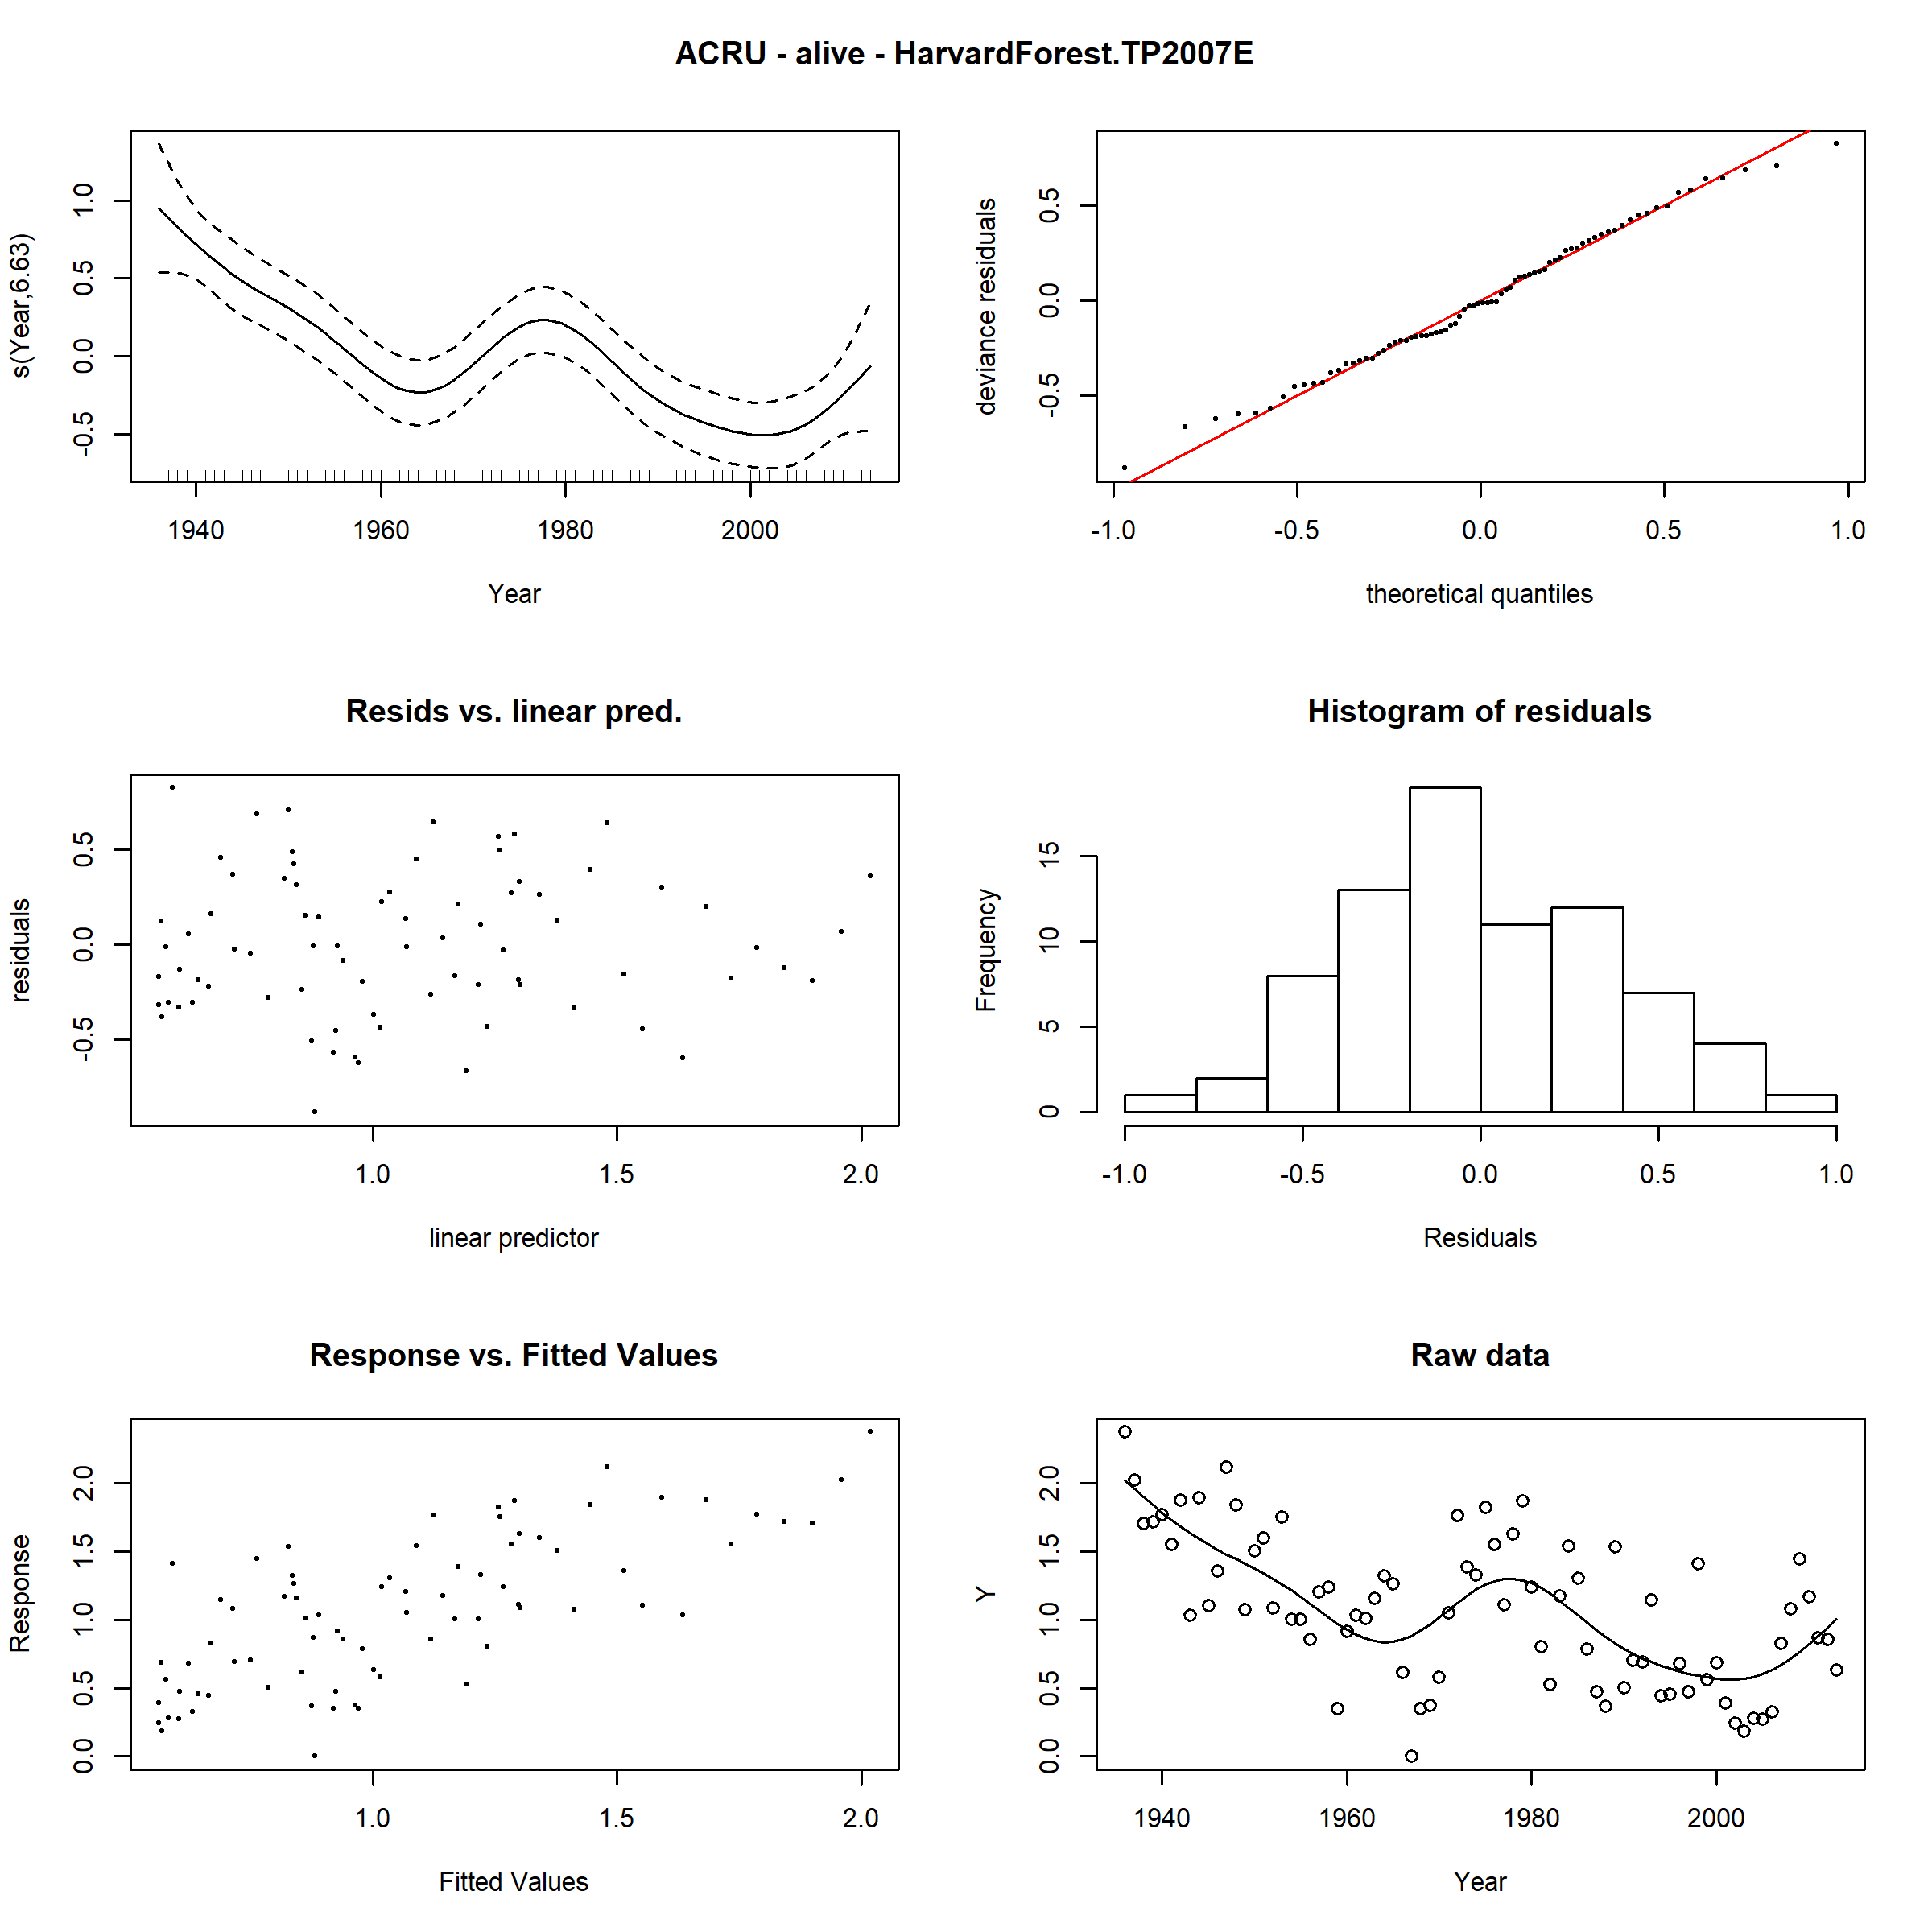 ACRU - alive - HarvardForest.TP2007E
s(Year,6.63)
-0.5 0.0 0.5 1.0
1940 1960 1980 2000
Year
deviance residuals
-0.5 0.0 0.5
-1.0 -0.5 0.0 0.5 1.0
theoretical quantiles
Resids vs. linear pred.
residuals
-0.5 0.0 0.5
1.0 1.5 2.0
linear predictor
Histogram of residuals
Frequency
0 5 10 15
-1.0 -0.5 0.0 0.5 1.0
Residuals
Response vs. Fitted Values
Response
0.0 0.5 1.0 1.5 2.0
1.0 1.5 2.0
Fitted Values
Raw data
Y
0.0 0.5 1.0 1.5 2.0
1940 1960 1980 2000
Year